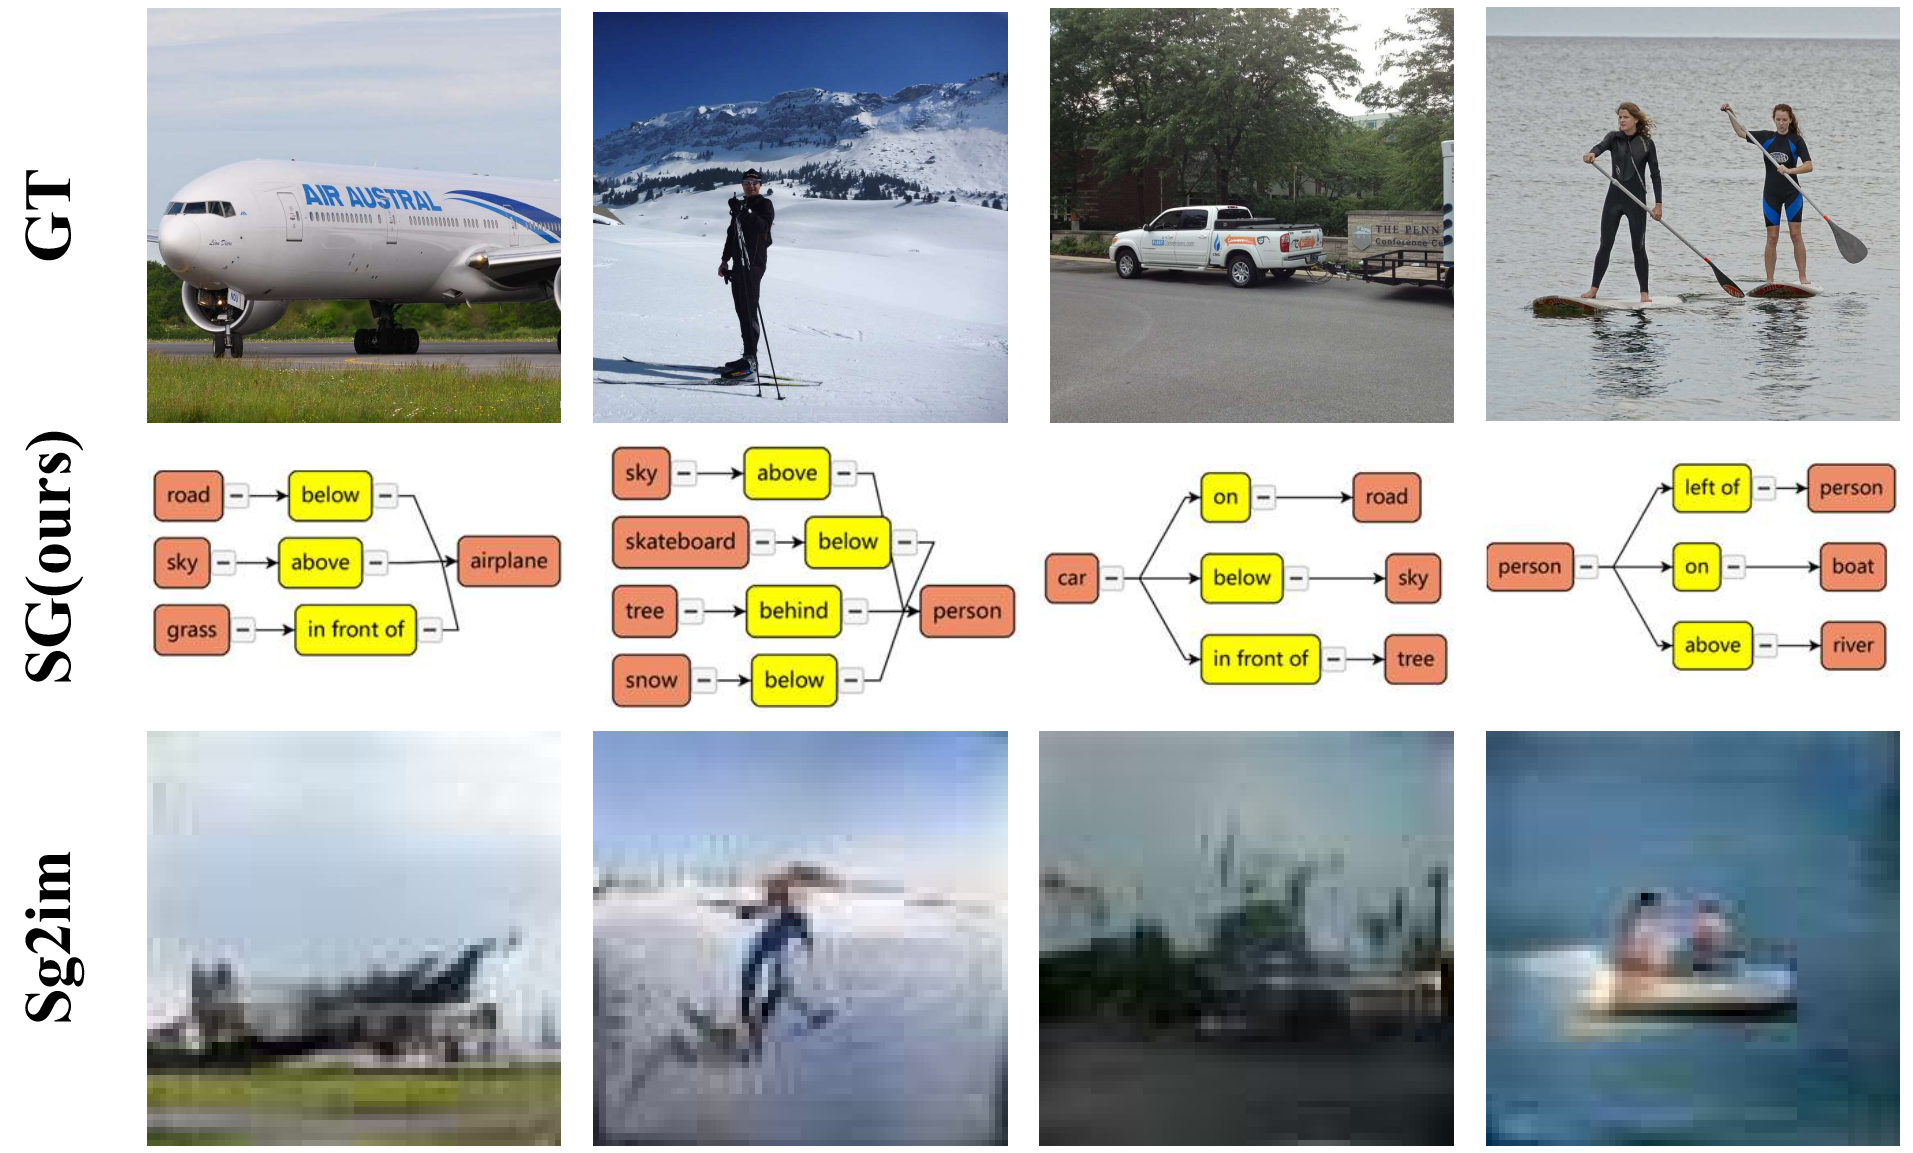 GT
AIR AUSTRAL
THE PENN
Conference Ce
SG(ours)
road
below
sky
above
airplane
grass
in front of
sky
above
skateboard
below
tree
behind
person
snow
below
on
road
car
below
sky
in front of
tree
left of
person
person
on
boat
above
river
Sg2im